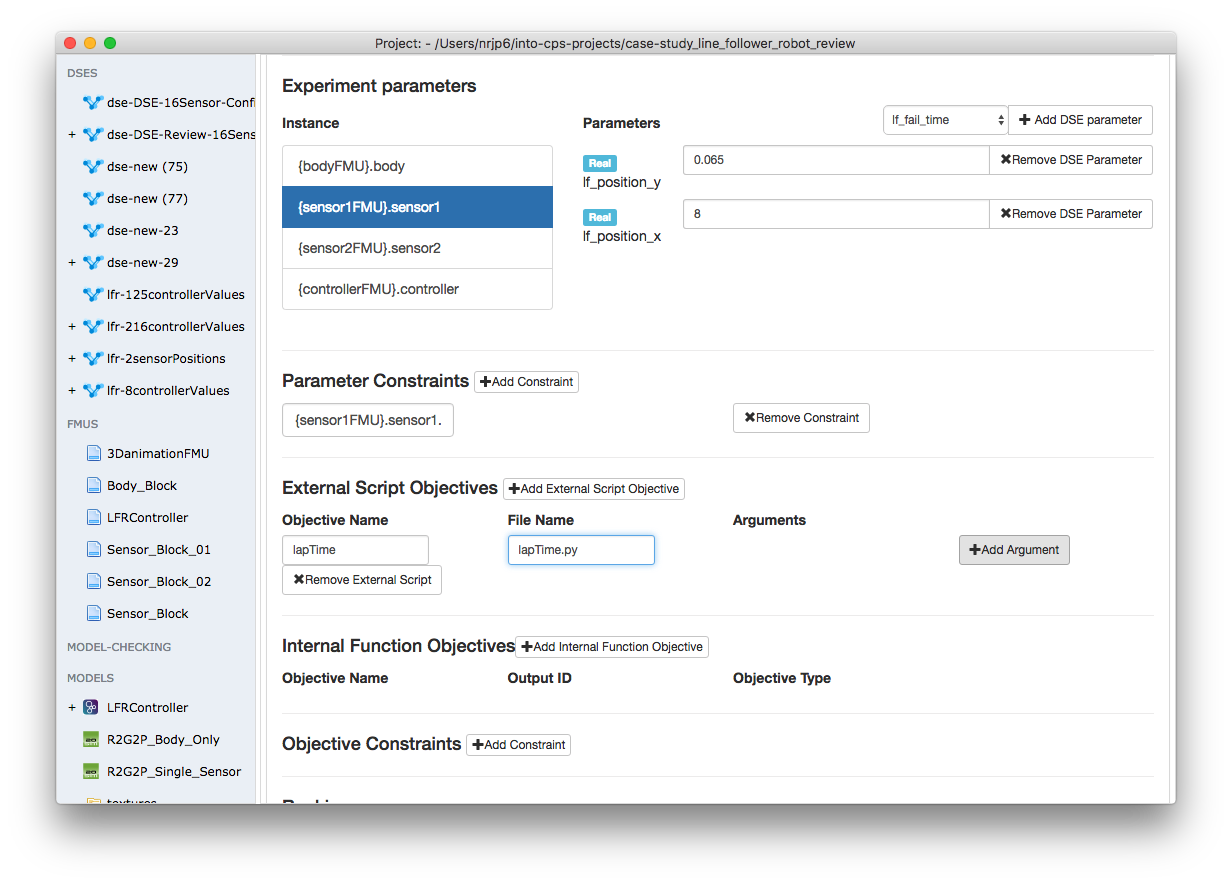 Project: - /Users/nrjp6/into-cps-projects/case-study_line_follower_robot_review
DSES
dse-DSE-16Sensor-Confi
+ dse-DSE-Review-16Sens
dse-new (75)
dse-new (77)
dse-new-23
+ dse-new-29
lfr-125controllerValues
+ lfr-216controllerValues
+ lfr-2sensorPositions
+ lfr-8controllerValues
FMUS
3DanimationFMU
Body_Block
LFRController
Sensor_Block_01
Sensor_Block_02
Sensor_Block
MODEL-CHECKING
MODELS
+ LFRController
R2G2P_Body_Only
R2G2P_Single_Sensor
textures
Experiment parameters
Instance
{bodyFMU}.body
{sensor1FMU}.sensor1
{sensor2FMU}.sensor2
{controllerFMU}.controller
Parameters
lf_fail_time
Add DSE parameter
Real
lf_position_y
0.065
Remove DSE Parameter
Real
lf_position_x
8
Remove DSE Parameter
Parameter Constraints
Add Constraint
{sensor1FMU}.sensor1.
Remove Constraint
External Script Objectives
Add External Script Objective
Objective Name
File Name
Arguments
lapTime
lapTime.py
Add Argument
Remove External Script
Internal Function Objectives
Add Internal Function Objective
Objective Name
Output ID
Objective Type
Objective Constraints
Add Constraint